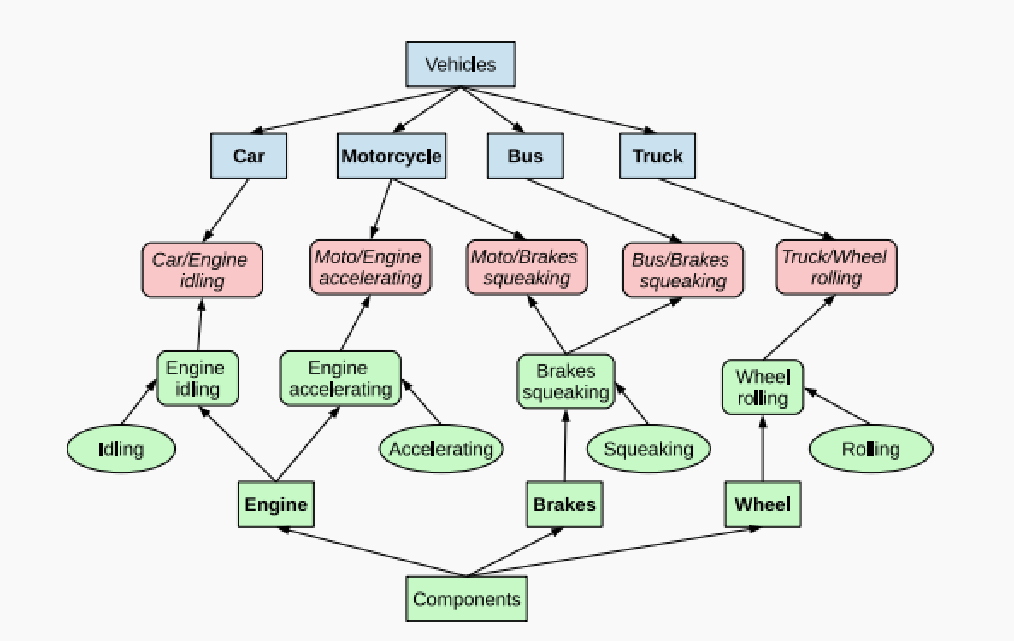 Vehicles
Car
Motorcycle
Bus
Truck
Car/Engine
idling
Moto/Engine
accelerating
Moto/Brakes
squeaking
Bus/Brakes
squeaking
Truck/Wheel
rolling
Engine
idling
Engine
accelerating
Brakes
squeaking
Wheel
rolling
Idling
Accelerating
Squeaking
Rolling
Engine
Brakes
Wheel
Components